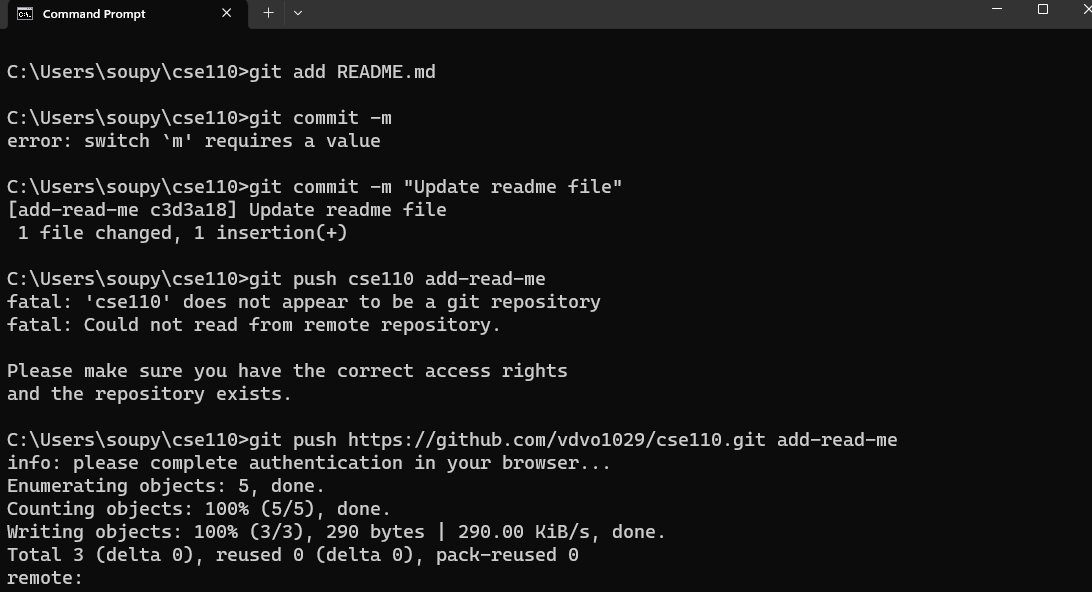 Command Prompt
C:\Users\soupy\cse110>git add README.md
C:\Users\soupy\cse110>git commit -m
error: switch `m' requires a value
C:\Users\soupy\cse110>git commit -m "Update readme file"
[add-read-me c3d3a18] Update readme file
 1 file changed, 1 insertion(+)
C:\Users\soupy\cse110>git push cse110 add-read-me
fatal: 'cse110' does not appear to be a git repository
fatal: Could not read from remote repository.
Please make sure you have the correct access rights
and the repository exists.
C:\Users\soupy\cse110>git push https://github.com/vdvo1029/cse110.git add-read-me
info: please complete authentication in your browser...
Enumerating objects: 5, done.
Counting objects: 100% (5/5), done.
Writing objects: 100% (3/3), 290 bytes | 290.00 KiB/s, done.
Total 3 (delta 0), reused 0 (delta 0), pack-reused 0
remote: